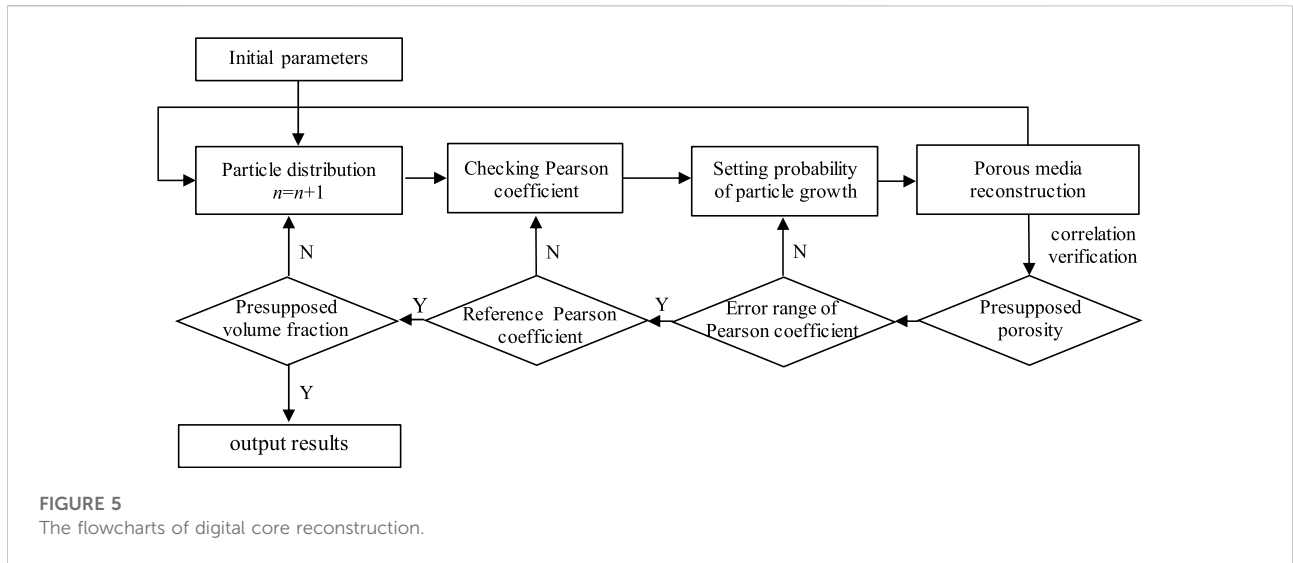 Initial parameters
Particle distribution
n=n+1
Checking Pearson
coefficient
Setting probability
of particle growth
Porous media
reconstruction
correlation
verification
N
N
N
Presupposed
volume fraction
Y
Reference Pearson
coefficient
Y
Error range of
Pearson coefficient
Presupposed
porosity
Y
output results
FIGURE 5
The flowcharts of digital core reconstruction.